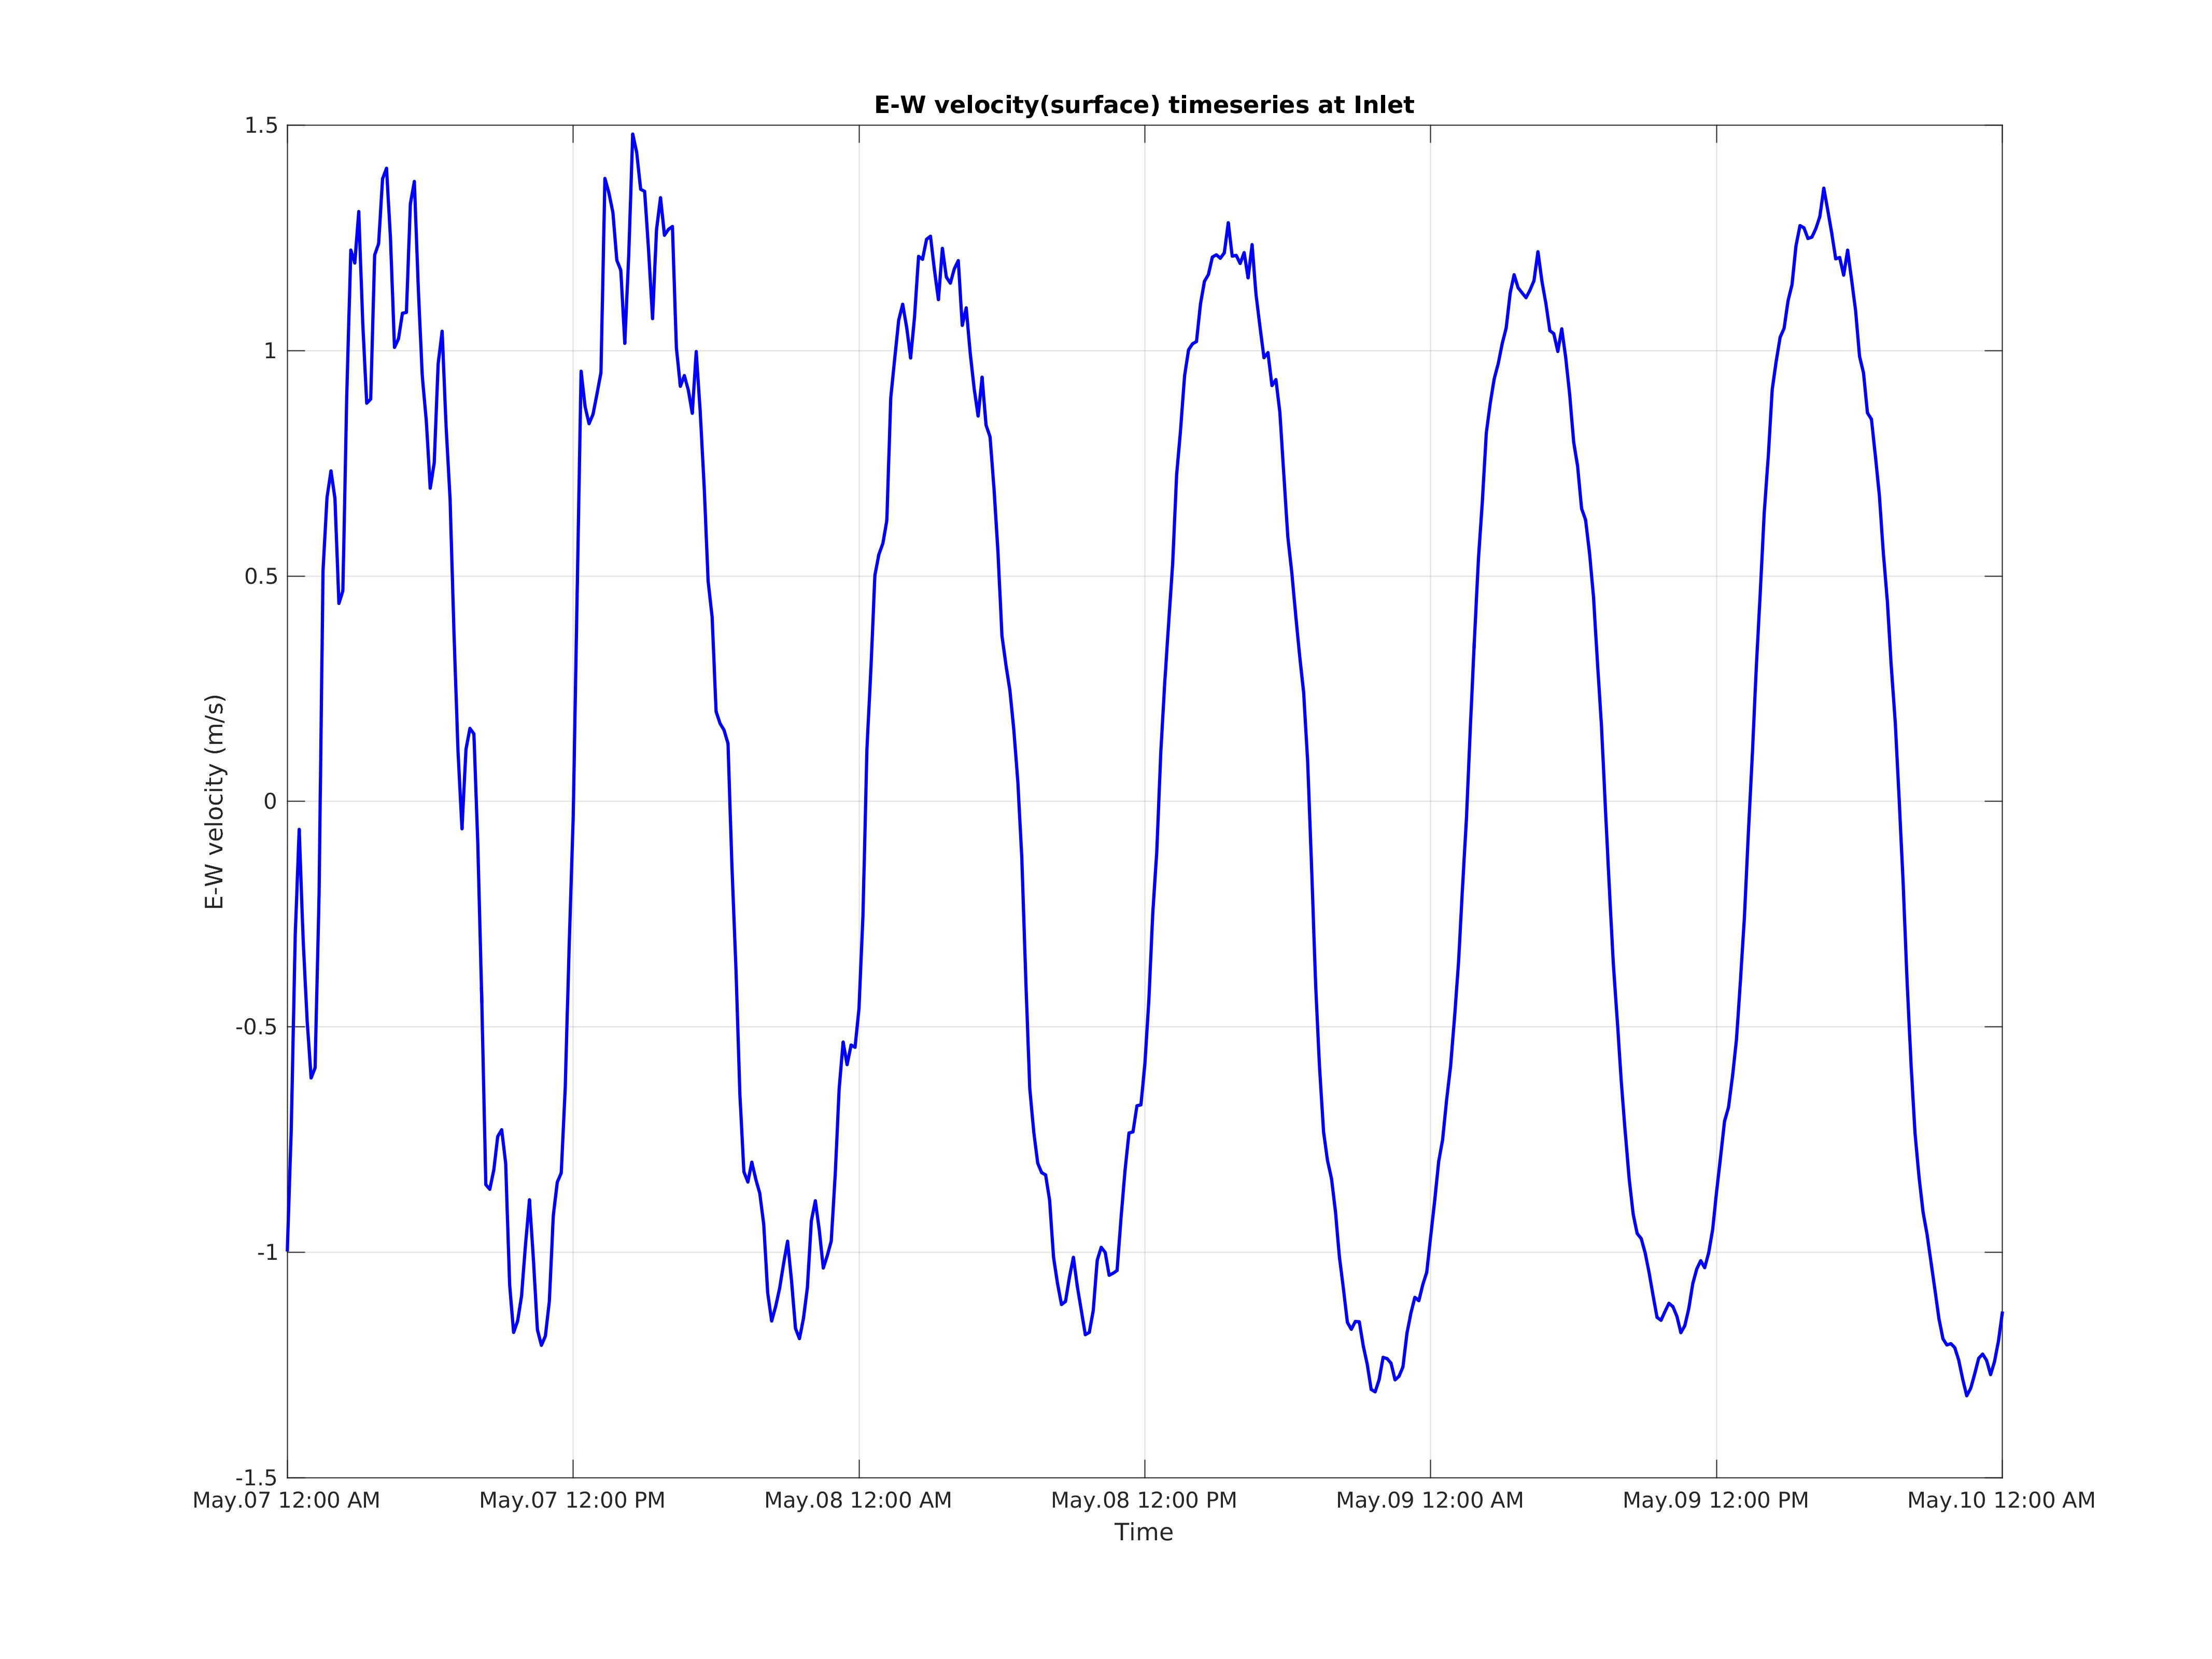 E-W velocity(surface) timeseries at Inlet
1.5
1
0.5
0
-0.5
-1
-1.5
E-W velocity (m/s)
May.07 12:00 AM May.07 12:00 PM May.08 12:00 AM May.08 12:00 PM May.09 12:00 AM May.09 12:00 PM May.10 12:00 AM
Time